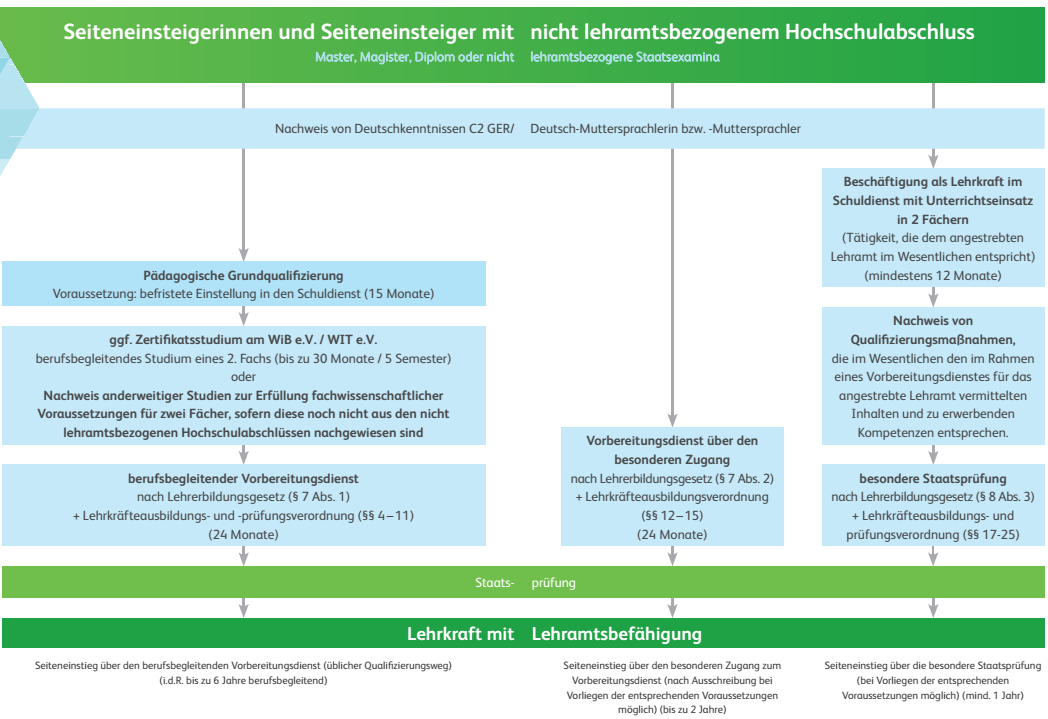 Seiteneinsteigerinnen und Seiteneinsteiger mit nicht lehramtsbezogenem Hochschulabschluss
Master, Magister, Diplom oder nicht lehramtsbezogene Staatsexamina
Nachweis von Deutschkenntnissen C2 GER/ Deutsch-Muttersprachlerin bzw. -Muttersprachler
Pädagogische Grundqualifizierung
Voraussetzung: befristete Einstellung in den Schuldienst (15 Monate)
ggf. Zertifikatsstudium am WiB e.V. / WIT e.V.
berufsbegleitendes Studium eines 2. Fachs (bis zu 30 Monate / 5 Semester)
oder
Nachweis anderweitiger Studien zur Erfüllung fachwissenschaftlicher
Voraussetzungen für zwei Fächer, sofern diese noch nicht aus den nicht
lehramtsbezogenen Hochschulabschlüssen nachgewiesen sind
berufsbegleitender Vorbereitungsdienst
nach Lehrerbildungsgesetz (§ 7 Abs. 1)
+ Lehrkräfteausbildungs- und -prüfungsverordnung (§§ 4–11)
(24 Monate)
Vorbereitungsdienst über den
besonderen Zugang
nach Lehrerbildungsgesetz (§ 7 Abs. 2)
+ Lehrkräfteausbildungsverordnung
(§§ 12–15)
(24 Monate)
Beschäftigung als Lehrkraft im
Schuldienst mit Unterrichtseinsatz
in 2 Fächern
(Tätigkeit, die dem angestrebten
Lehramt im Wesentlichen entspricht)
(mindestens 12 Monate)
Nachweis von
Qualifizierungsmaßnahmen,
die im Wesentlichen den im Rahmen
eines Vorbereitungsdienstes für das
angestrebte Lehramt vermittelten
Inhalten und zu erwerbenden
Kompetenzen entsprechen.
besondere Staatsprüfung
nach Lehrerbildungsgesetz (§ 8 Abs. 3)
+ Lehrkräfteausbildungs- und
prüfungsverordnung (§§ 17-25)
Staats- prüfung
Lehrkraft mit Lehramtsbefähigung
Seiteneinstieg über den berufsbegleitenden Vorbereitungsdienst (üblicher Qualifizierungsweg)
(i.d.R. bis zu 6 Jahre berufsbegleitend)
Seiteneinstieg über den besonderen Zugang zum
Vorbereitungsdienst (nach Ausschreibung bei
Vorliegen der entsprechenden Voraussetzungen
möglich) (bis zu 2 Jahre)
Seiteneinstieg über die besondere Staatsprüfung
(bei Vorliegen der entsprechenden
Voraussetzungen möglich) (mind. 1 Jahr)